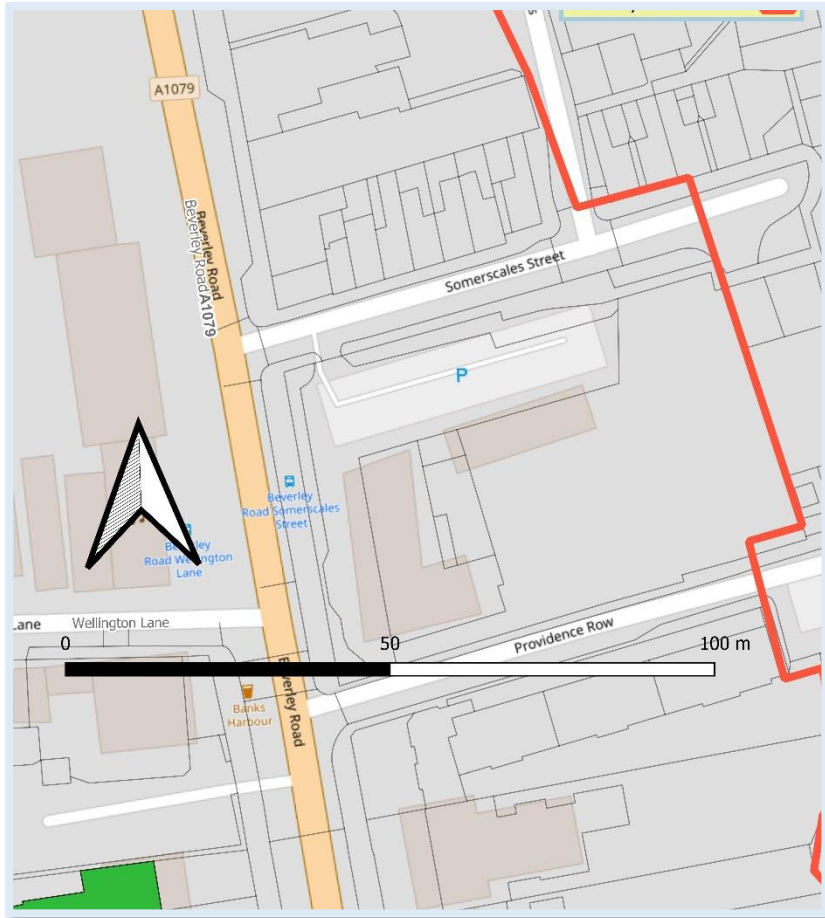 A1079
Beverley Road
Beverley Road
A1079
Somerscales Street
P
Beverley
Road Somerscales
Street
Beverley
Road Wellington
Lane
Lane
Wellington Lane
Providence Row
0
50
100 m
Beverley Road
Banks
Harbour